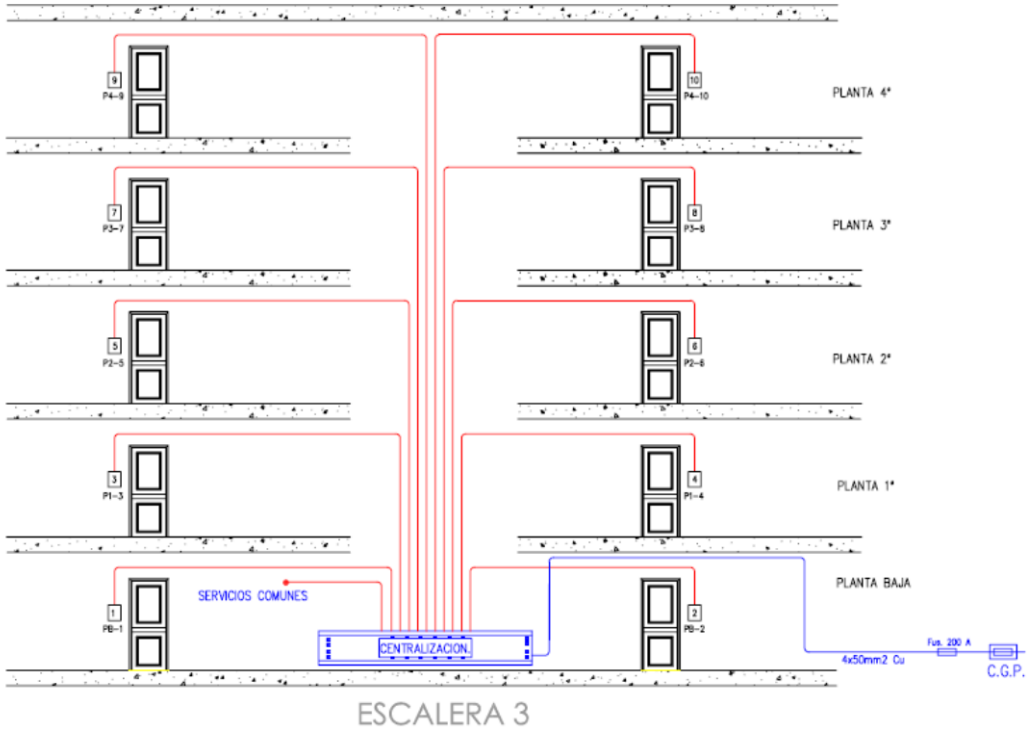 9
P4-9
10
P4-10
PLANTA 4ª
7
P3-7
8
P3-8
PLANTA 3ª
5
P2-5
6
P2-6
PLANTA 2ª
3
P1-3
4
P1-4
PLANTA 1ª
PLANTA BAJA
SERVICIOS COMUNES
1
PB-1
2
PB-2
CENTRALIZACION.
Fus. 200 A
4x50mm2 Cu
C.G.P.
ESCALERA 3